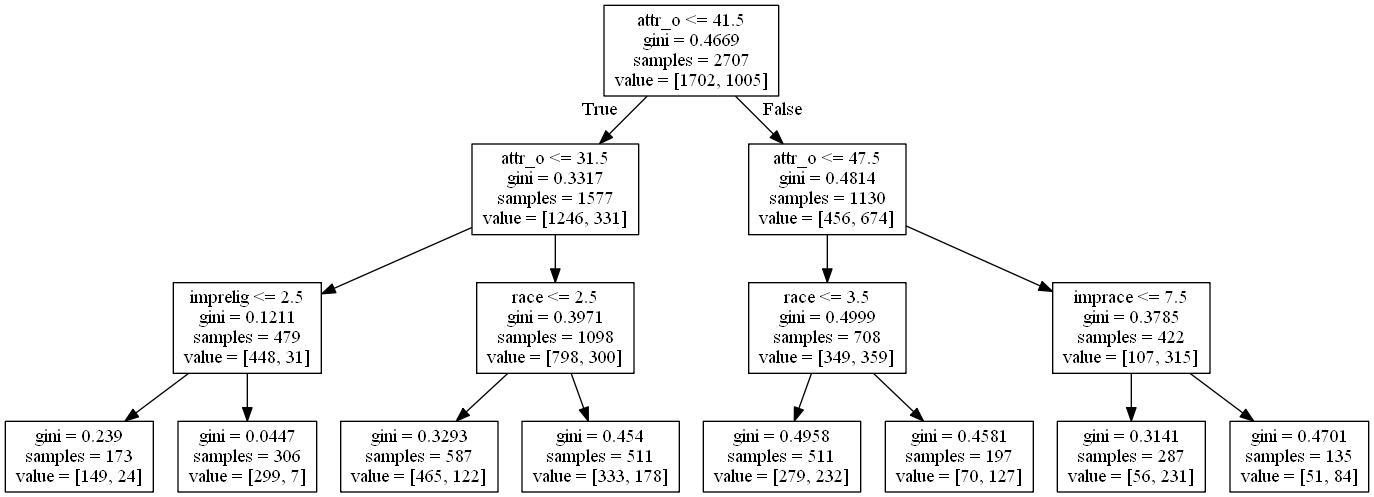 attr_o <= 41.5
gini = 0.4669
samples = 2707
value = [1702, 1005]
True
False
attr_o <= 31.5
gini = 0.3317
samples = 1577
value = [1246, 331]
attr_o <= 47.5
gini = 0.4814
samples = 1130
value = [456, 674]
imprelig <= 2.5
gini = 0.1211
samples = 479
value = [448, 31]
race <= 2.5
gini = 0.3971
samples = 1098
value = [798, 300]
race <= 3.5
gini = 0.4999
samples = 708
value = [349, 359]
imprace <= 7.5
gini = 0.3785
samples = 422
value = [107, 315]
gini = 0.239
samples = 173
value = [149, 24]
gini = 0.0447
samples = 306
value = [299, 7]
gini = 0.3293
samples = 587
value = [465, 122]
gini = 0.454
samples = 511
value = [333, 178]
gini = 0.4958
samples = 511
value = [279, 232]
gini = 0.4581
samples = 197
value = [70, 127]
gini = 0.3141
samples = 287
value = [56, 231]
gini = 0.4701
samples = 135
value = [51, 84]